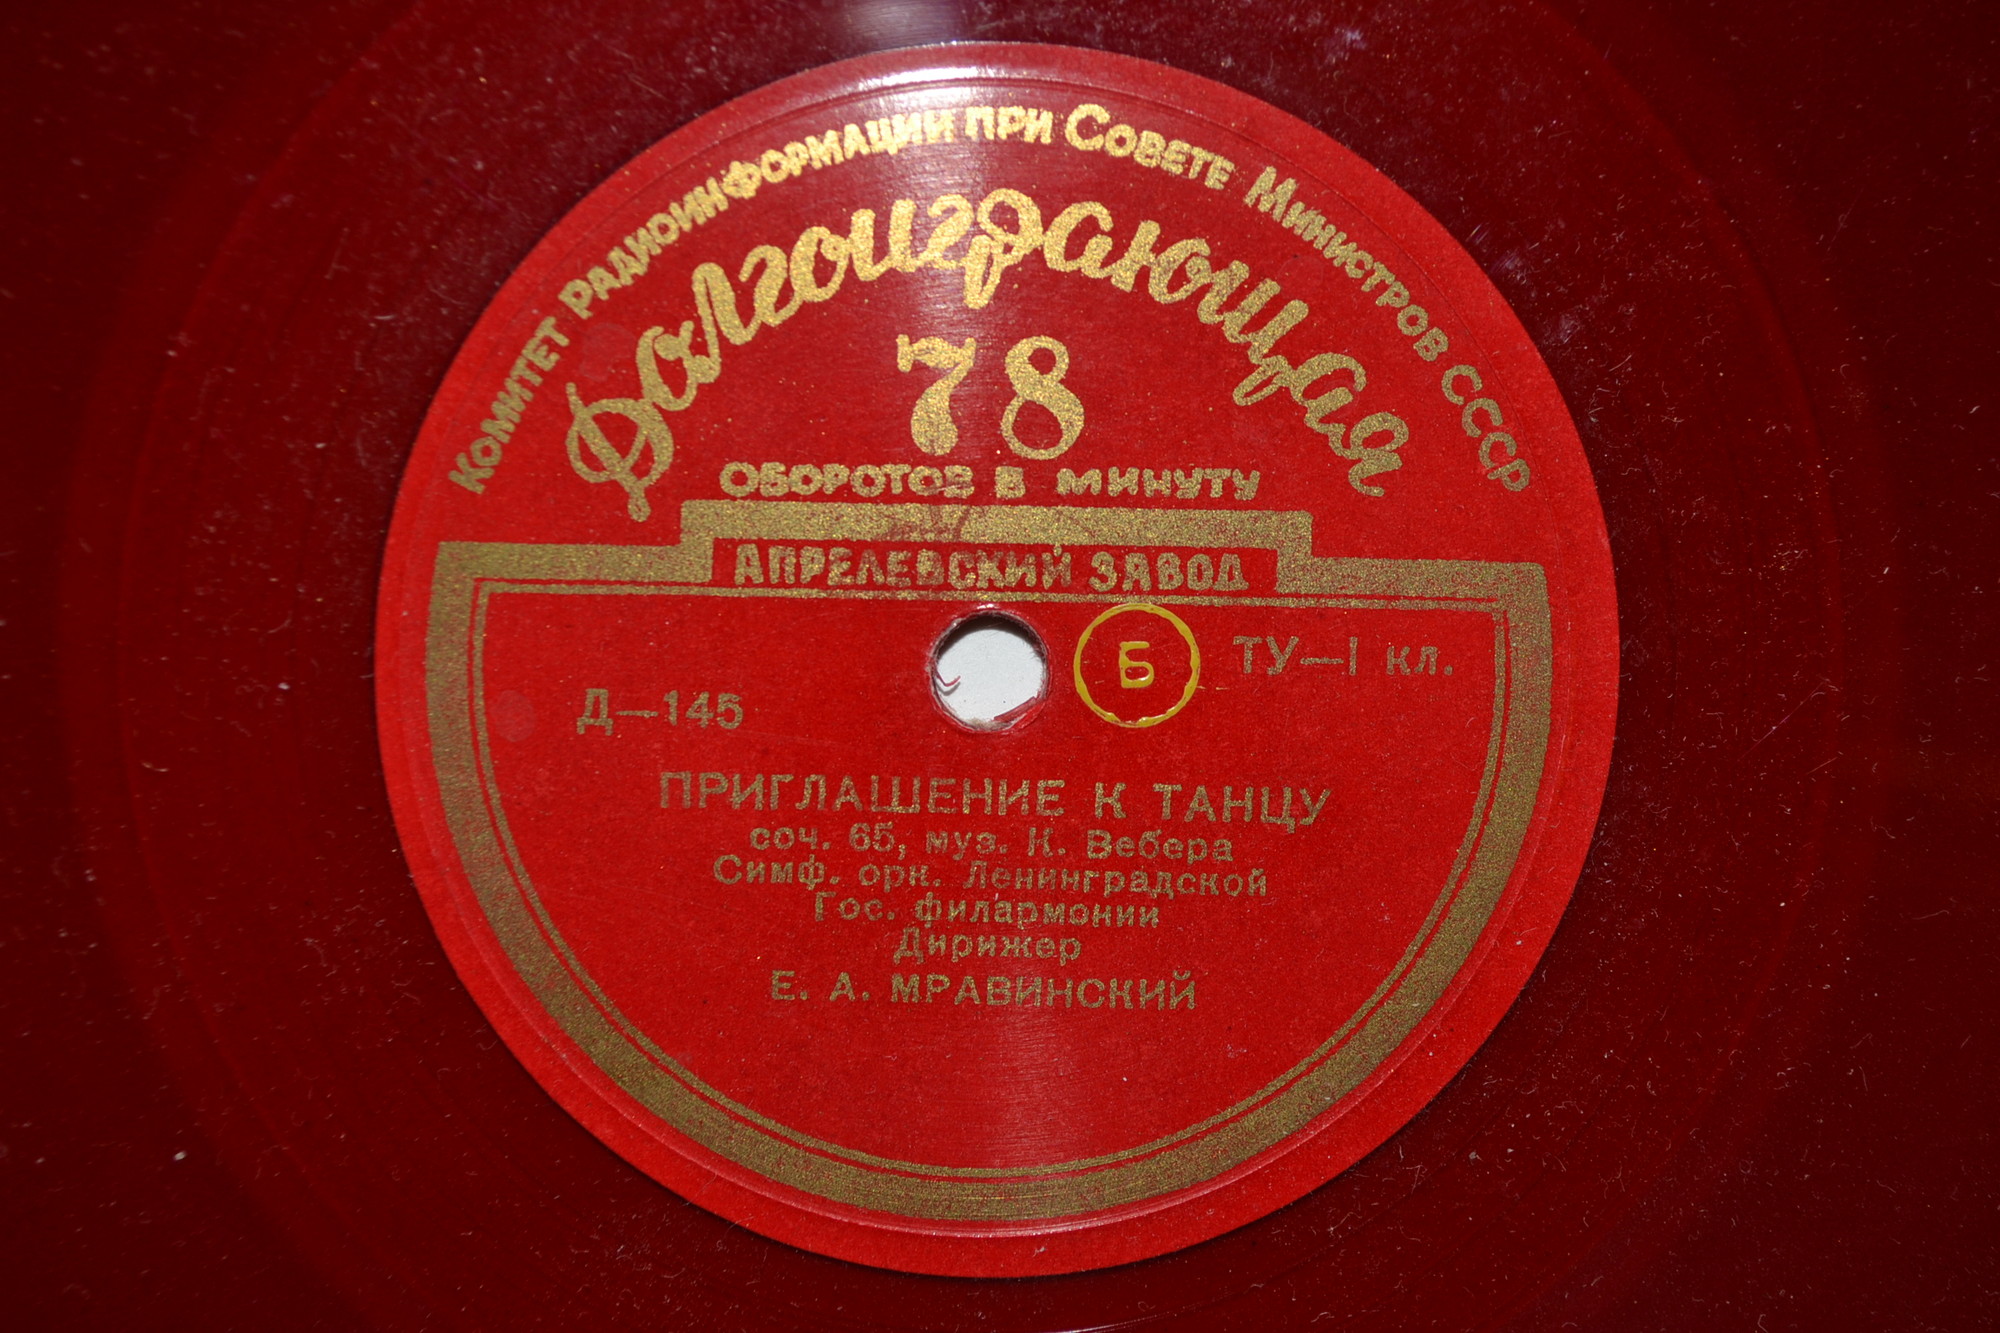 Комитет Радиоинформации при Совете Министров СССР
Долгоиграющая
78
ОБОРОТОВ В МИНУТУ
АПРЕЛЕВСКИЙ ЗАВОД
Б
ТУ—I кл.
Д—145
ПРИГЛАШЕНИЕ К ТАНЦУ
соч. 65, муз. К. Вебера
Симф. орк. Ленинградской
Гос. филармонии
Дирижер
Е. А. МРАВИНСКИЙ